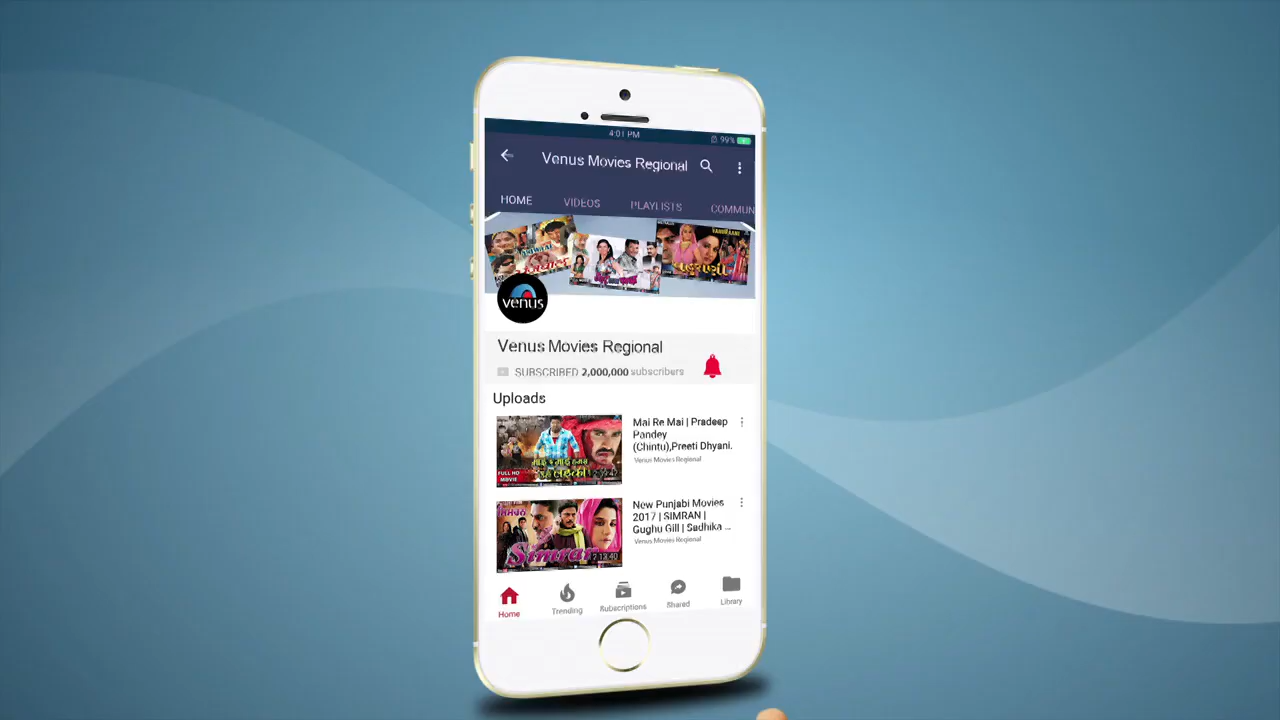 4:01 PM
99%
Venus Movies Regional
HOME
VIDEOS
PLAYLISTS
COMMUN
venus
Venus Movies Regional
SUBSCRIBED 2,000,000 subscribers
Uploads
Mai Re Mai | Pradeep
Pandey
(Chintu),Preeti Dhyani.
Venus Movies Regional
FULL HD
MOVIE
New Punjabi Movies
2017 | SIMRAN |
Gughu Gill | Sadhika ...
Venus Movies Regional
Simran
2:13:40
Home
Trending
Subscriptions
Shared
Library